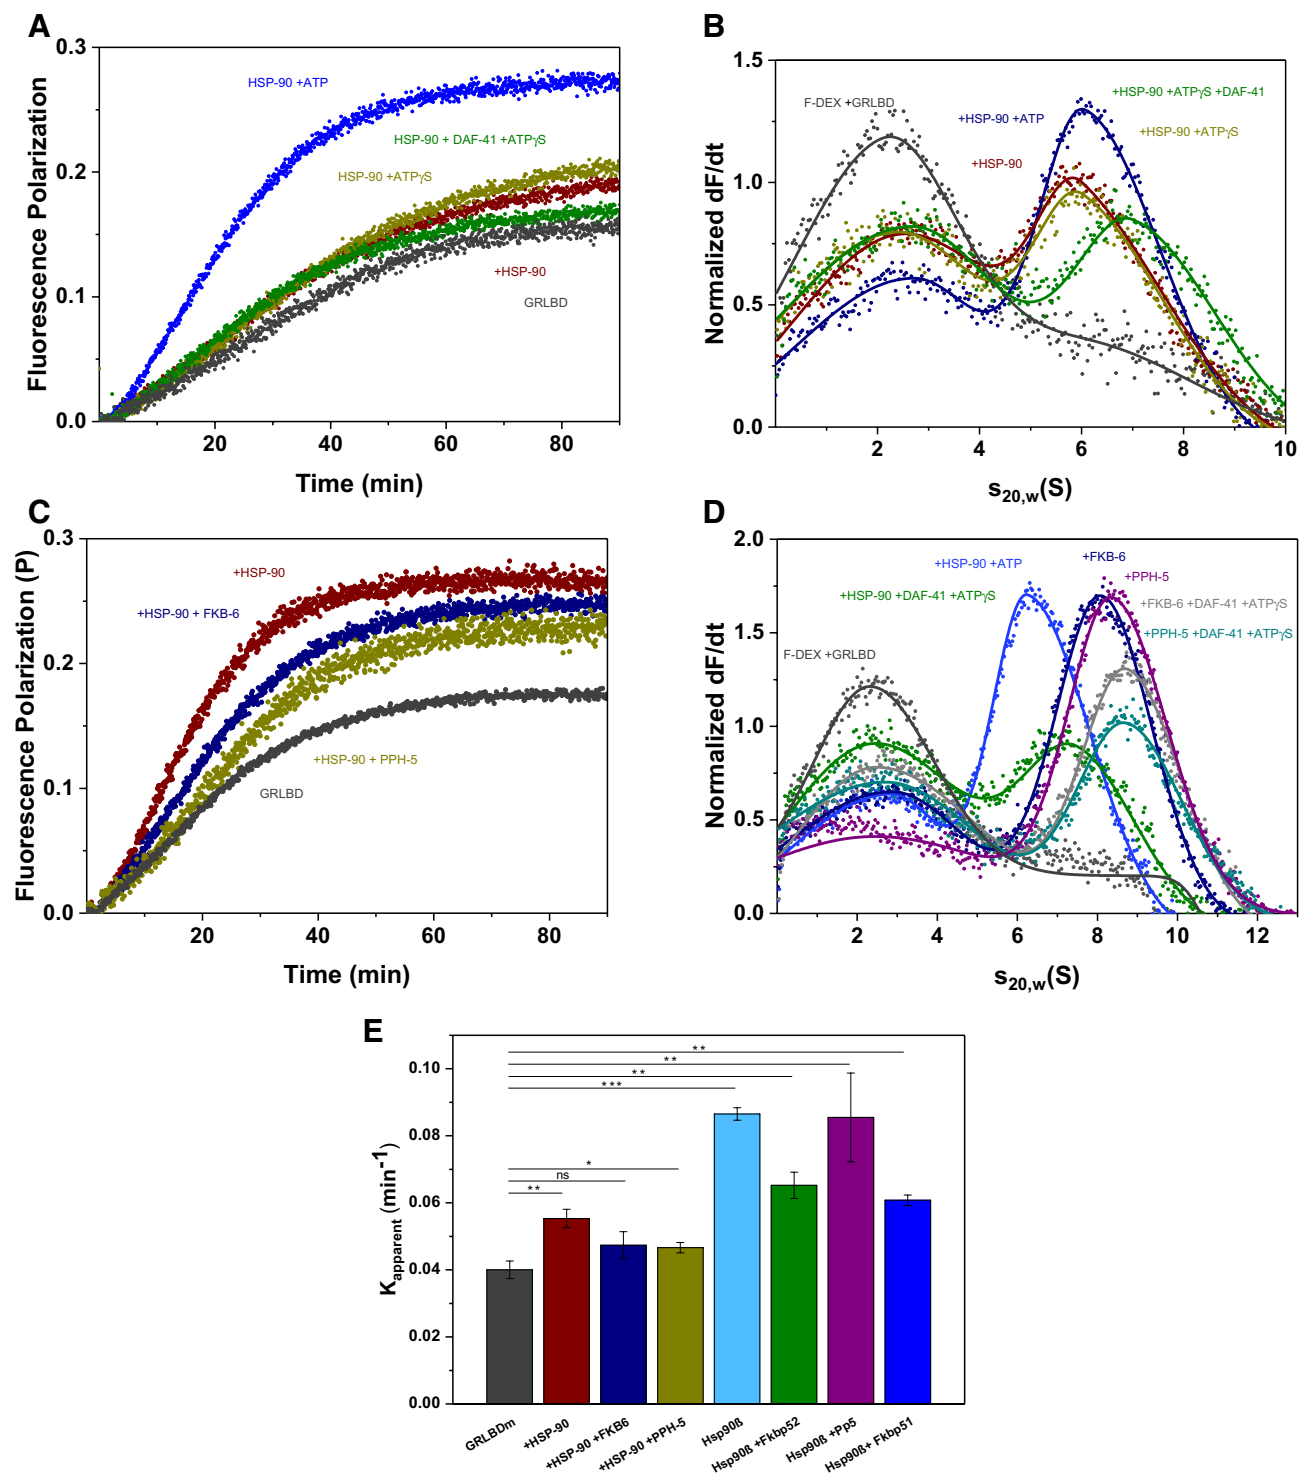 A
0.3
0.2
0.1
0.0
Fluorescence Polarization
HSP-90 +ATP
HSP-90 + DAF-41 +ATPγS
HSP-90 +ATPγS
+HSP-90
GRLBD
20 40 60 80
Time (min)
B
1.5
1.0
0.5
0.0
Normalized dF/dt
F-DEX +GRLBD
+HSP-90 +ATPγS +DAF-41
+HSP-90 +ATP
+HSP-90 +ATPγS
+HSP-90
2 4 6 8 10
s20,w(S)
C
0.3
0.2
0.1
0.0
Fluorescence Polarization (P)
+HSP-90
+HSP-90 + FKB-6
+HSP-90 + PPH-5
GRLBD
20 40 60 80
Time (min)
D
2.0
1.5
1.0
0.5
0.0
Normalized dF/dt
+HSP-90 +ATP
+FKB-6
+PPH-5
+HSP-90 +DAF-41 +ATPγS
+FKB-6 +DAF-41 +ATPγS
+PPH-5 +DAF-41 +ATPγS
F-DEX +GRLBD
2 4 6 8 10 12
s20,w(S)
E
0.10
0.08
0.06
0.04
0.02
0.00
Kapparent (min-1)
**
**
**
***
*
ns
**
GRLBDm
+HSP-90
+HSP-90 +FKB6
+HSP-90 +PPH-5
Hsp90ß
Hsp90ß +Fkbp52
Hsp90ß +Pp5
Hsp90ß+ Fkbp51